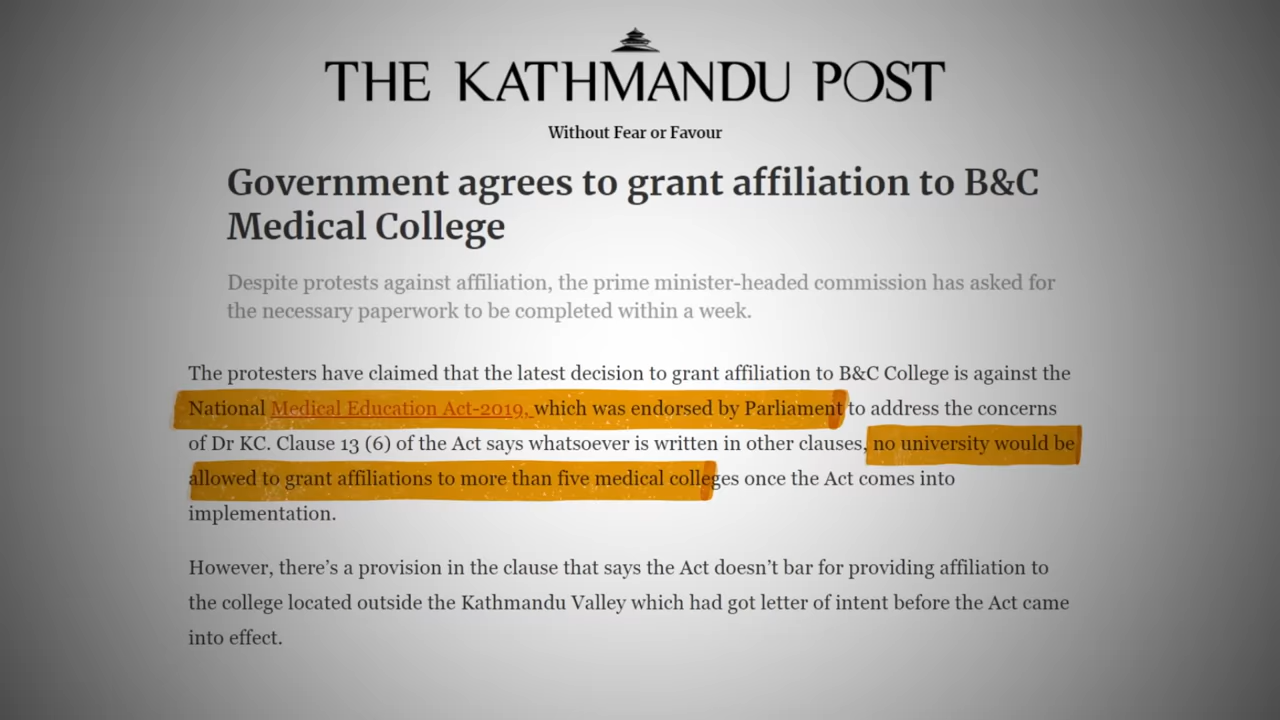 THE KATHMANDU POST
Without Fear or Favour
Government agrees to grant affiliation to B&C
Medical College
Despite protests against affiliation, the prime minister-headed commission has asked for
the necessary paperwork to be completed within a week.
The protesters have claimed that the latest decision to grant affiliation to B&C College is against the
National Medical Education Act-2019, which was endorsed by Parliament to address the concerns
of Dr KC. Clause 13 (6) of the Act says whatsoever is written in other clauses, no university would be
allowed to grant affiliations to more than five medical colleges once the Act comes into
implementation.
However, there’s a provision in the clause that says the Act doesn’t bar for providing affiliation to
the college located outside the Kathmandu Valley which had got letter of intent before the Act came
into effect.